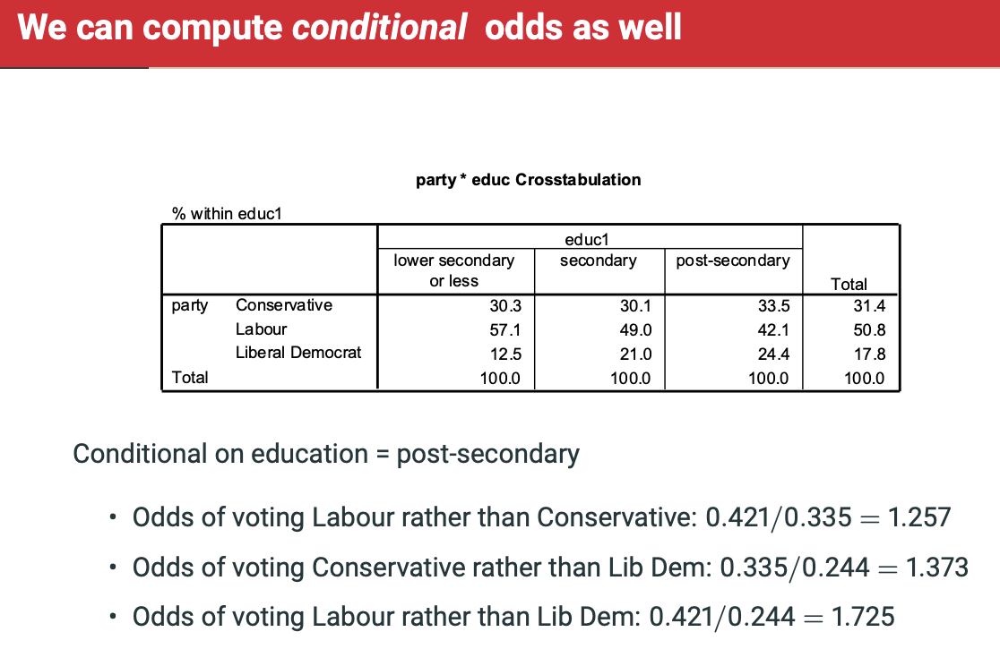 We can compute conditional odds as well
party * educ Crosstabulation
% within educ1
educ1
lower secondary or less secondary post-secondary Total
party Conservative 30.3 30.1 33.5 31.4
Labour 57.1 49.0 42.1 50.8
Liberal Democrat 12.5 21.0 24.4 17.8
Total 100.0 100.0 100.0 100.0
Conditional on education = post-secondary
• Odds of voting Labour rather than Conservative: 0.421/0.335 = 1.257
• Odds of voting Conservative rather than Lib Dem: 0.335/0.244 = 1.373
• Odds of voting Labour rather than Lib Dem: 0.421/0.244 = 1.725